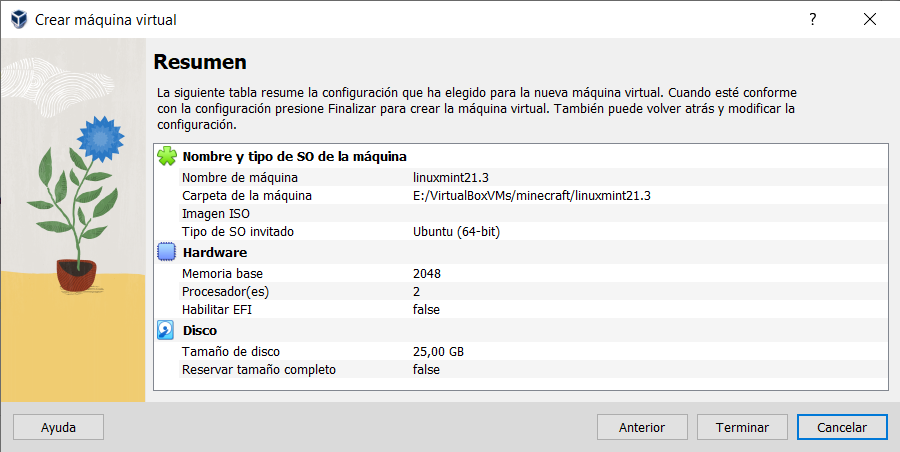 Crear máquina virtual
?
Resumen
La siguiente tabla resume la configuración que ha elegido para la nueva máquina virtual. Cuando esté conforme
con la configuración presione Finalizar para crear la máquina virtual. También puede volver atrás y modificar la
configuración.
Nombre y tipo de SO de la máquina
Nombre de máquina linuxmint21.3
Carpeta de la máquina E:/VirtualBoxVMs/minecraft/linuxmint21.3
Imagen ISO
Tipo de SO invitado Ubuntu (64-bit)
Hardware
Memoria base 2048
Procesador(es) 2
Habilitar EFI false
Disco
Tamaño de disco 25,00 GB
Reservar tamaño completo false
Ayuda Anterior Terminar Cancelar